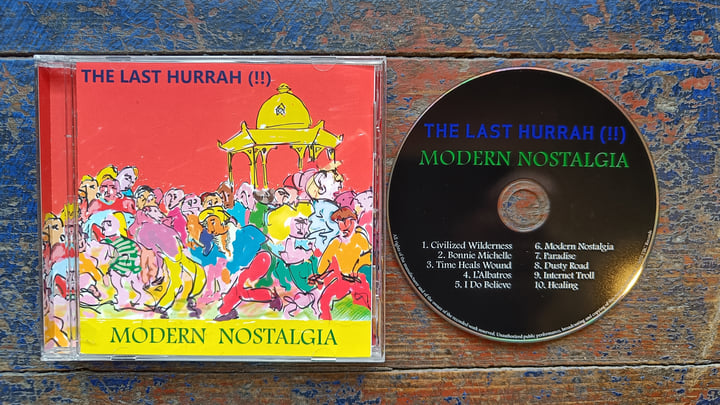 THE LAST HURRAH (!!)
MODERN NOSTALGIA
THE LAST HURRAH (!!)
MODERN NOSTALGIA
1. Civilized Wilderness
2. Bonnie Michelle
3. Time Heals Wound
4. L'Albatros
5. I Do Believe
6. Modern Nostalgia
7. Paradise
8. Dusty Road
9. Internet Troll
10. Healing